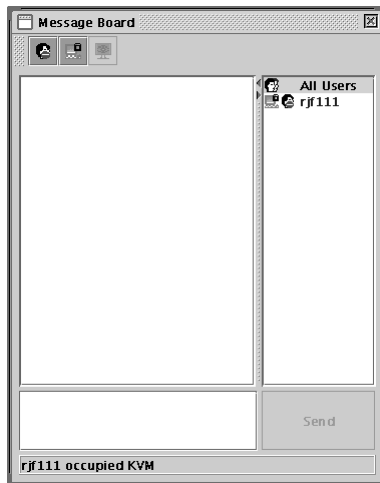 Message Board
All Users
rjf111
Send
rjf111 occupied KVM